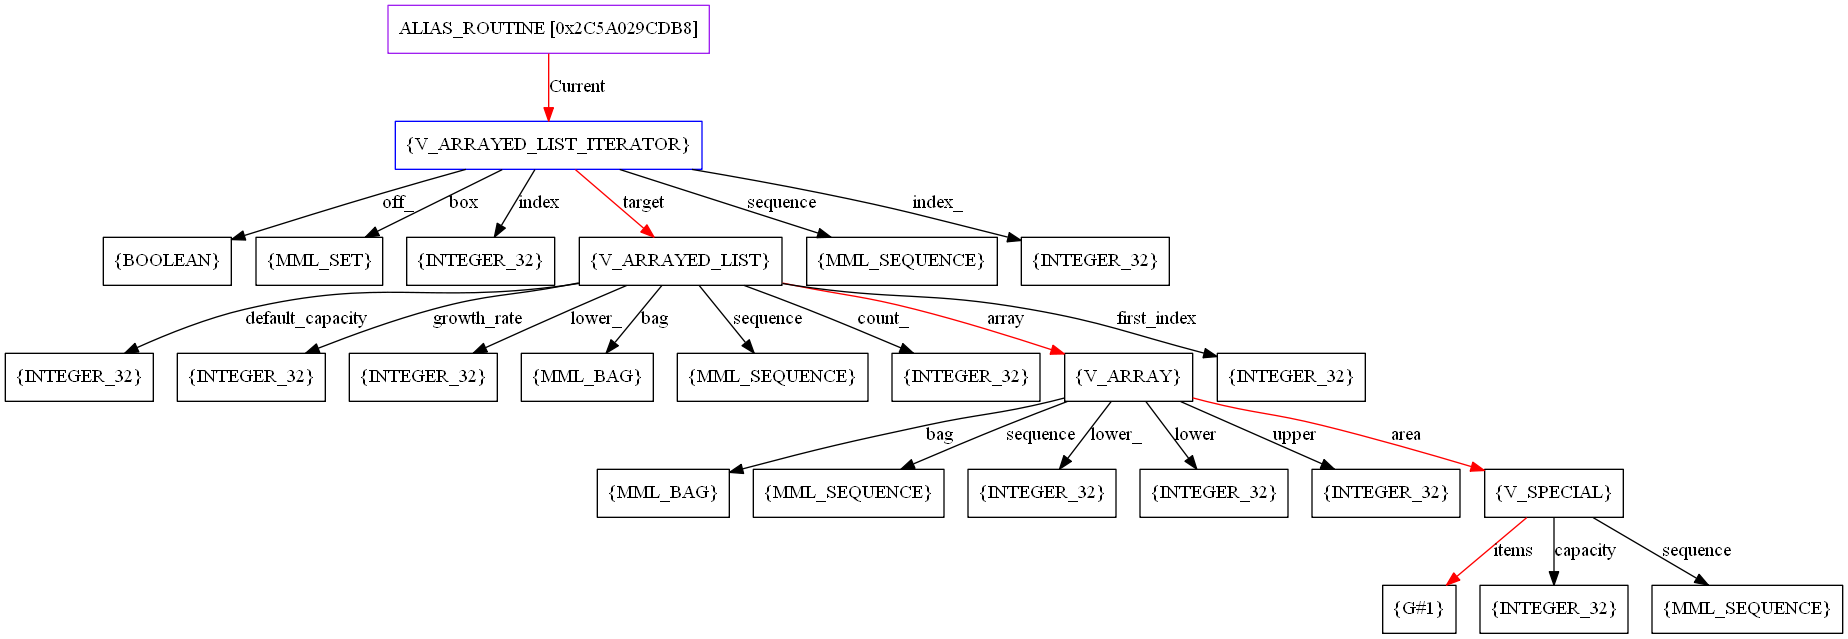 ALIAS_ROUTINE [0x2C5A029CDB8]
Current
{V_ARRAYED_LIST_ITERATOR}
off_
box
index
target
sequence
index_
{BOOLEAN}
{MML_SET}
{INTEGER_32}
{V_ARRAYED_LIST}
{MML_SEQUENCE}
{INTEGER_32}
default_capacity
growth_rate
lower_
bag
sequence
count_
array
first_index
{INTEGER_32}
{INTEGER_32}
{INTEGER_32}
{MML_BAG}
{MML_SEQUENCE}
{INTEGER_32}
{V_ARRAY}
{INTEGER_32}
bag
sequence
lower_
lower
upper
area
{MML_BAG}
{MML_SEQUENCE}
{INTEGER_32}
{INTEGER_32}
{INTEGER_32}
{V_SPECIAL}
items
capacity
sequence
{G#1}
{INTEGER_32}
{MML_SEQUENCE}